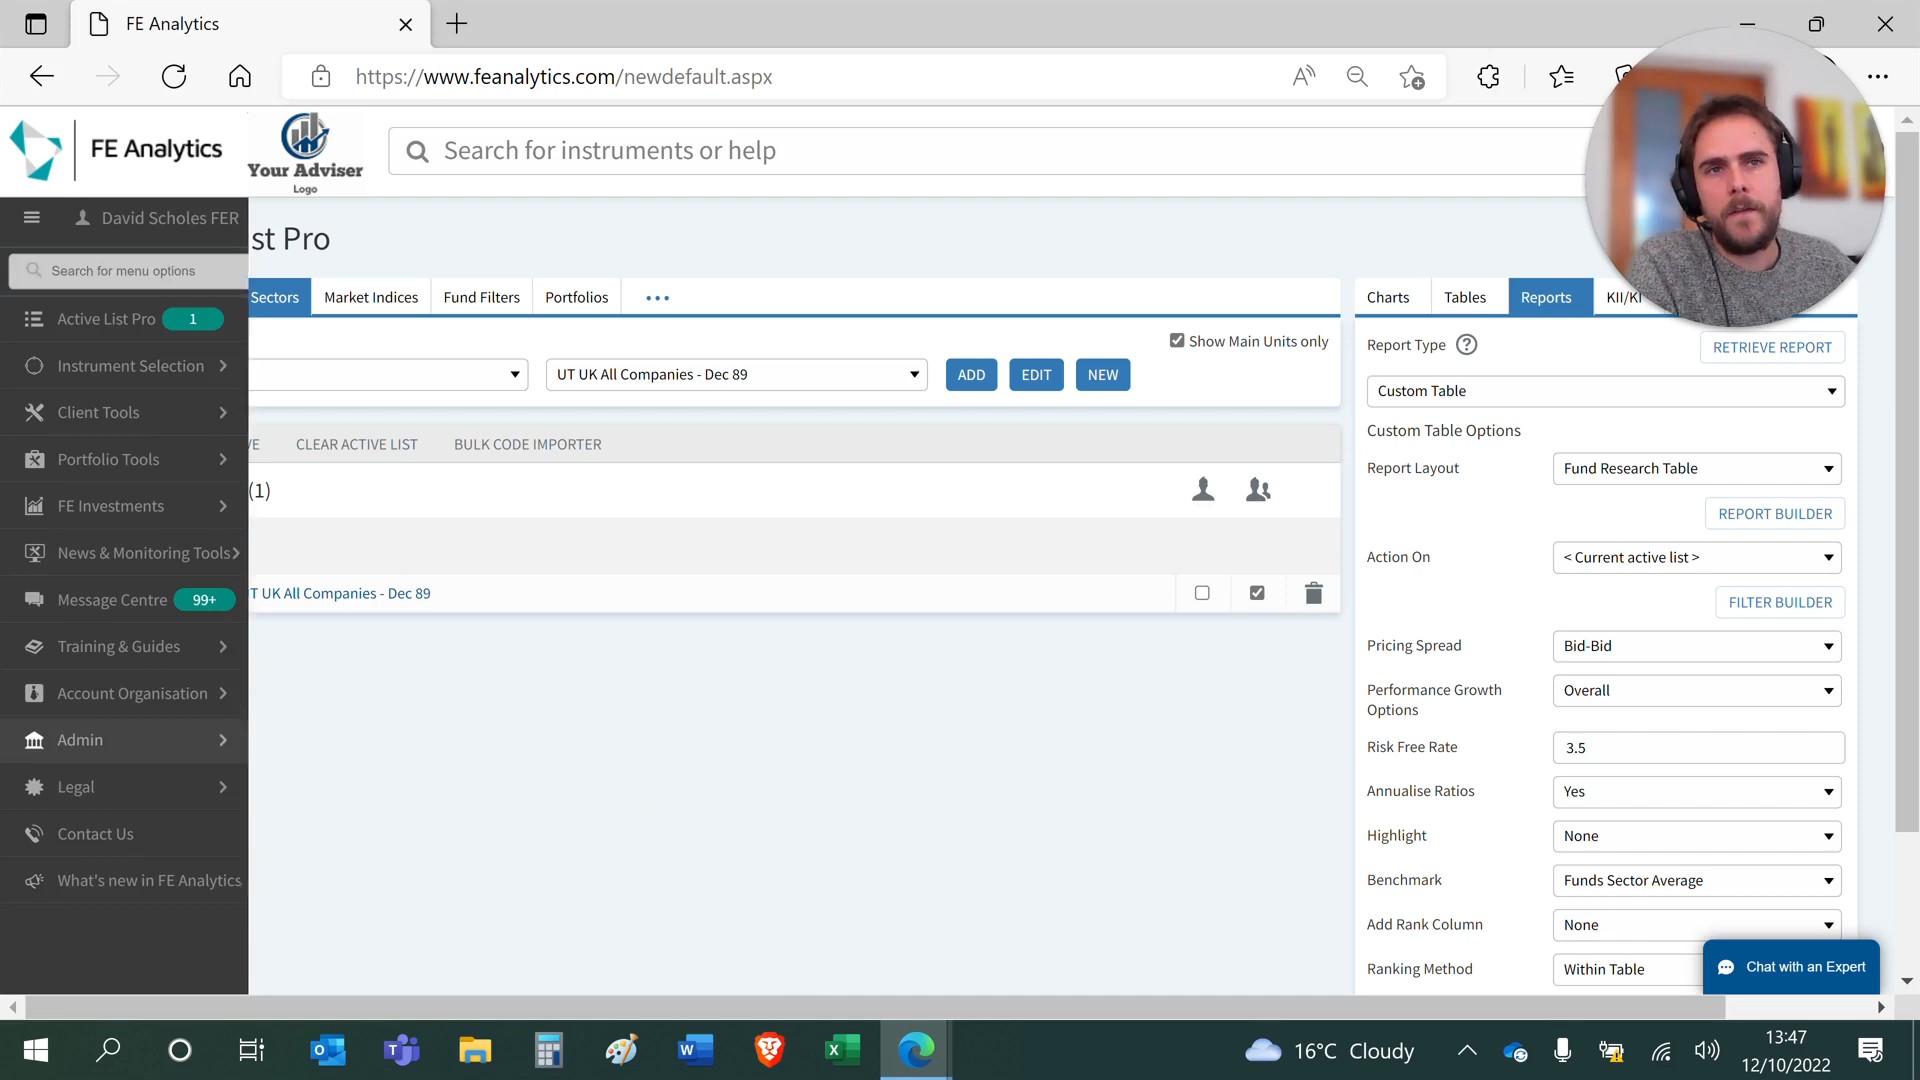 FE Analytics
https://www.feanalytics.com/newdefault.aspx
FE Analytics
Your Adviser
Logo
Search for instruments or help
David Scholes FER
st Pro
Search for menu options
Sectors
Market Indices
Fund Filters
Portfolios
Charts
Tables
Reports
KII/KI
Active List Pro 1
Show Main Units only
Report Type
RETRIEVE REPORT
Instrument Selection
UT UK All Companies - Dec 89
ADD
EDIT
NEW
Custom Table
Client Tools
Custom Table Options
VE
CLEAR ACTIVE LIST
BULK CODE IMPORTER
Portfolio Tools
Report Layout
Fund Research Table
(1)
FE Investments
REPORT BUILDER
News & Monitoring Tools
Action On
< Current active list >
Message Centre 99+
T UK All Companies - Dec 89
FILTER BUILDER
Training & Guides
Pricing Spread
Bid-Bid
Account Organisation
Performance Growth
Options
Overall
Admin
Risk Free Rate
3.5
Legal
Annualise Ratios
Yes
Contact Us
Highlight
None
What's new in FE Analytics
Benchmark
Funds Sector Average
Add Rank Column
None
Ranking Method
Within Table
Chat with an Expert
16°C Cloudy
13:47
12/10/2022